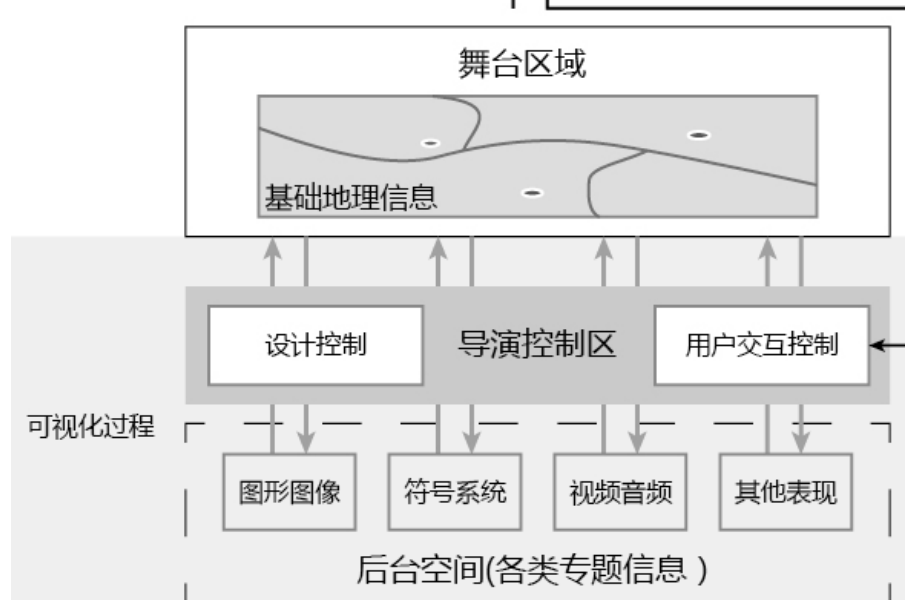 舞台区域
基础地理信息
设计控制
导演控制区
用户交互控制
可视化过程
图形图像
符号系统
视频音频
其他表现
后台空间(各类专题信息）